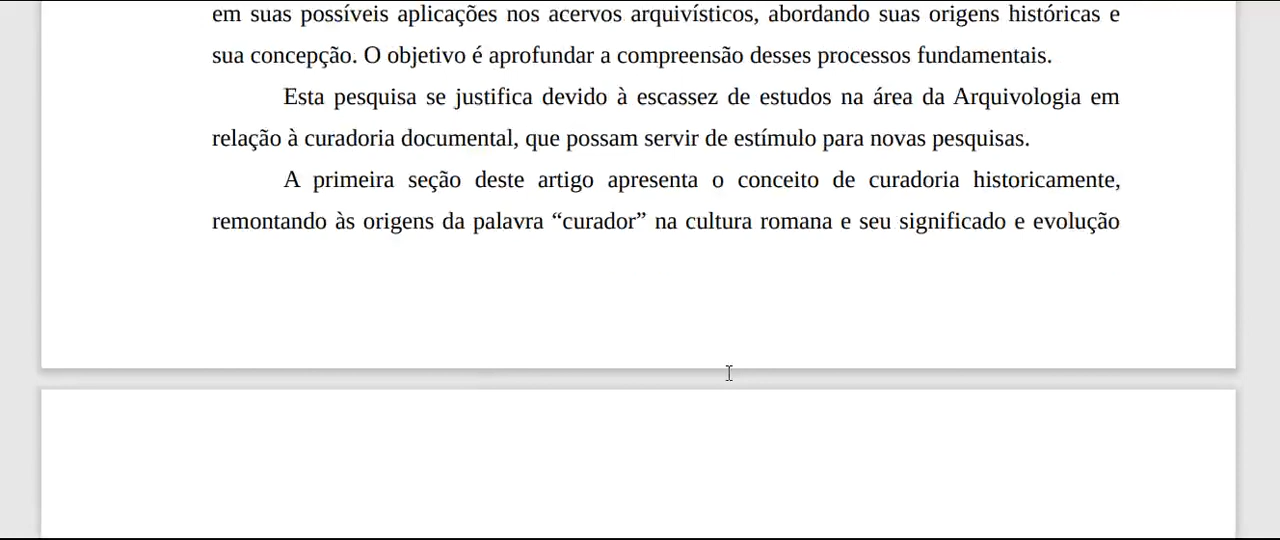 em suas possíveis aplicações nos acervos arquivísticos, abordando suas origens históricas e
sua concepção. O objetivo é aprofundar a compreensão desses processos fundamentais.
Esta pesquisa se justifica devido à escassez de estudos na área da Arquivologia em
relação à curadoria documental, que possam servir de estímulo para novas pesquisas.
A primeira seção deste artigo apresenta o conceito de curadoria historicamente,
remontando às origens da palavra “curador” na cultura romana e seu significado e evolução